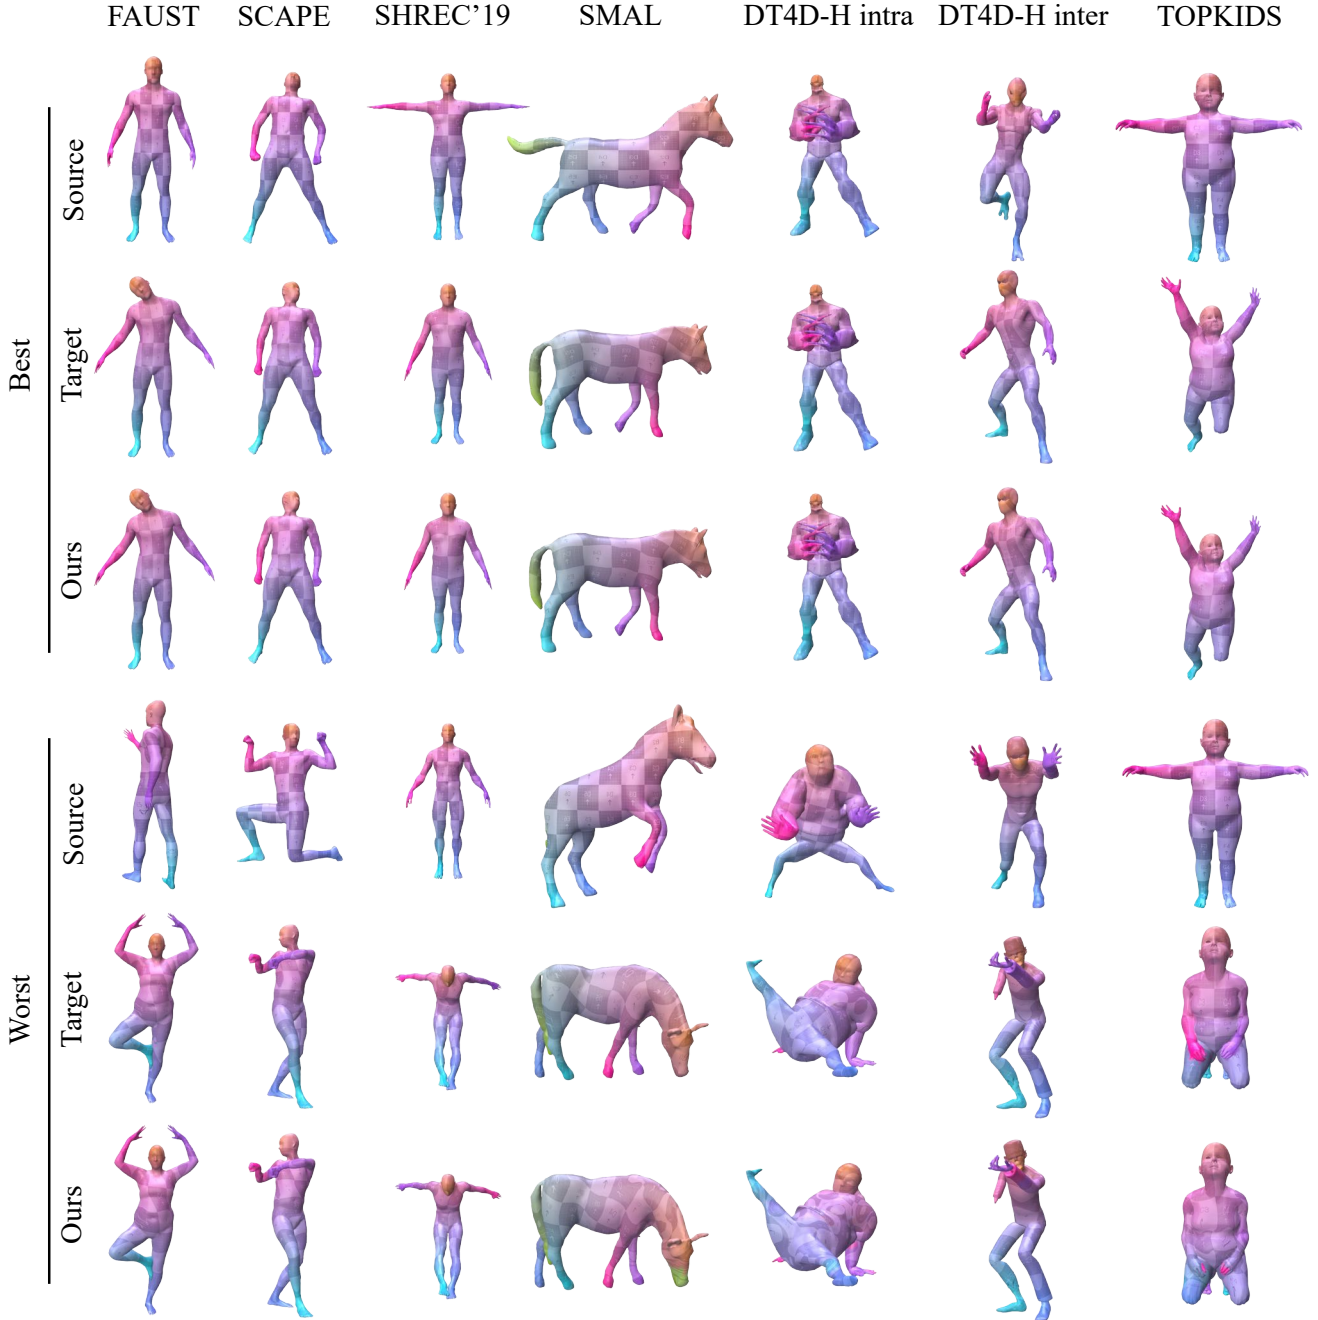 FAUST SCAPE SHREC’19 SMAL DT4D-H intra DT4D-H inter TOPKIDS
Best
Source
Target
Ours
Worst
Source
Target
Ours